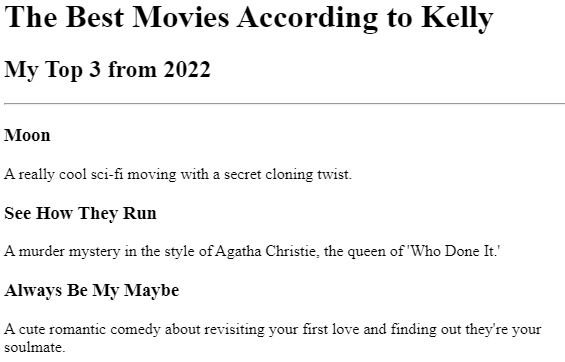 The Best Movies According to Kelly
My Top 3 from 2022
Moon
A really cool sci-fi moving with a secret cloning twist.
See How They Run
A murder mystery in the style of Agatha Christie, the queen of 'Who Done It.'
Always Be My Maybe
A cute romantic comedy about revisiting your first love and finding out they're your
soulmate.